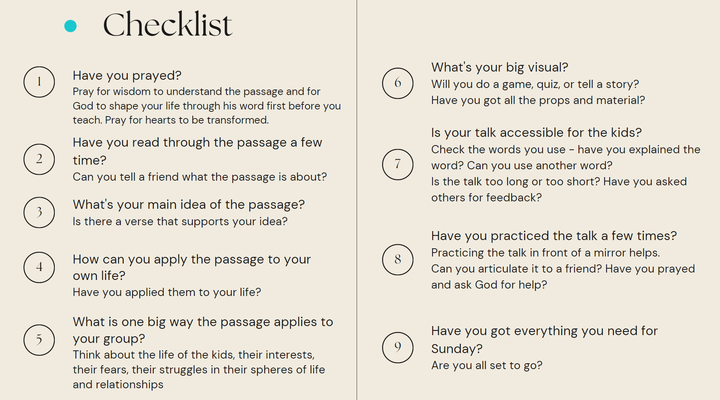 Checklist
1
Have you prayed?
Pray for wisdom to understand the passage and for
God to shape your life through his word first before you
teach. Pray for hearts to be transformed.
2
Have you read through the passage a few
time?
Can you tell a friend what the passage is about?
3
What's your main idea of the passage?
Is there a verse that supports your idea?
4
How can you apply the passage to your
own life?
Have you applied them to your life?
5
What is one big way the passage applies to
your group?
Think about the life of the kids, their interests,
their fears, their struggles in their spheres of life
and relationships
6
What's your big visual?
Will you do a game, quiz, or tell a story?
Have you got all the props and material?
7
Is your talk accessible for the kids?
Check the words you use - have you explained the
word? Can you use another word?
Is the talk too long or too short? Have you asked
others for feedback?
8
Have you practiced the talk a few times?
Practicing the talk in front of a mirror helps.
Can you articulate it to a friend? Have you prayed
and ask God for help?
9
Have you got everything you need for
Sunday?
Are you all set to go?